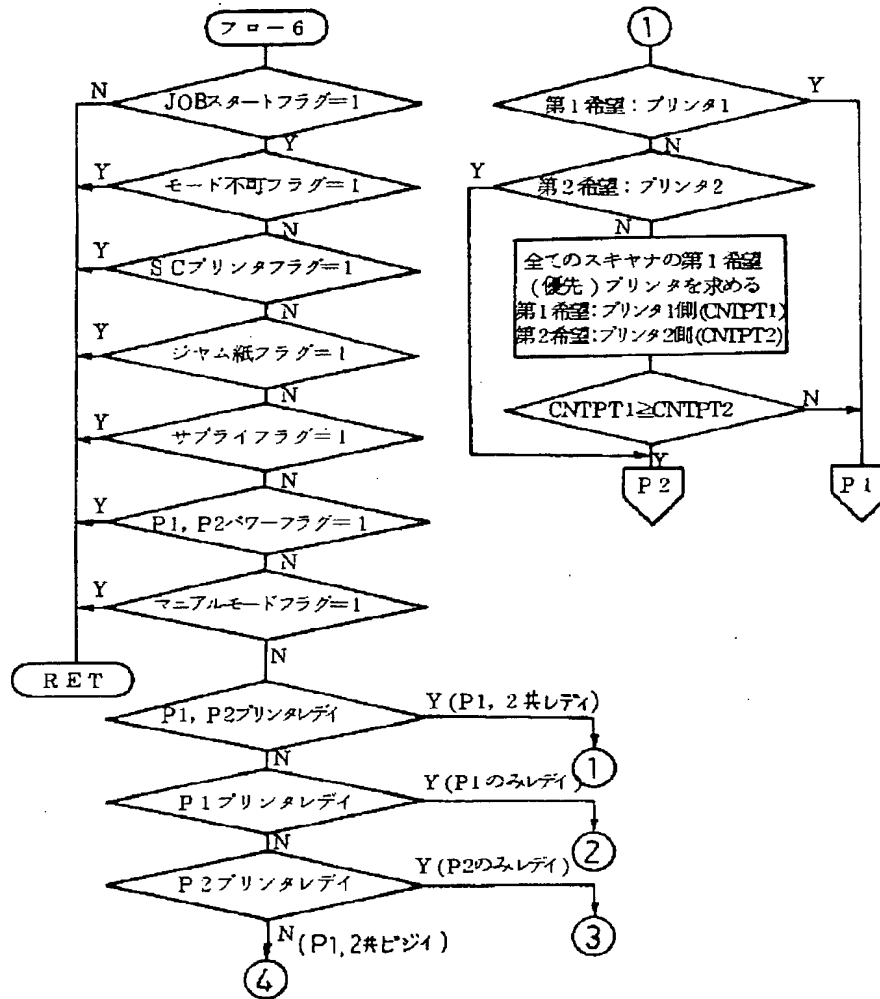 フロー6
JOBスタートフラグ=1
N
Y
モード不可フラグ=1
Y
N
SCプリンタフラグ=1
Y
N
ジャム紙フラグ=1
Y
N
サプライフラグ=1
Y
N
P1, P2パワーフラグ=1
Y
N
マニアルモードフラグ=1
Y
N
RET
P1, P2プリンタレディ
Y (P1, 2共レディ)
①
N
P1プリンタレディ
Y (P1のみレディ)
②
N
P2プリンタレディ
Y (P2のみレディ)
③
N (P1, 2共ビジイ)
④
①
第1希望:プリンタ1
Y
N
第2希望:プリンタ2
Y
N
全てのスキャナの第1希望
(優先)プリンタを求める
第1希望:プリンタ1側(CNTPT1)
第2希望:プリンタ2側(CNTPT2)
CNTPT1≧CNTPT2
N
Y
P2
P1